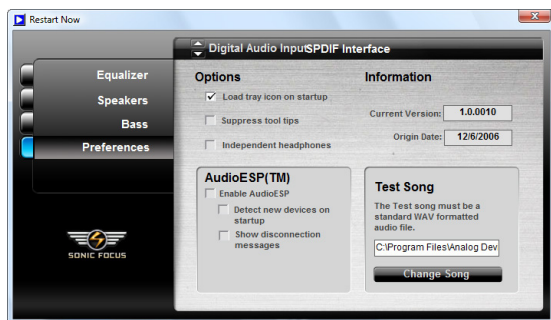 Restart Now
Digital Audio InputSPDIF Interface
Equalizer
Speakers
Bass
Preferences
SONIC FOCUS
Options
Load tray icon on startup
Suppress tool tips
Independent headphones
Information
Current Version: 1.0.0010
Origin Date: 12/6/2006
AudioESP(TM)
Enable AudioESP
Detect new devices on
startup
Show disconnection
messages
Test Song
The Test song must be a
standard WAV formatted
audio file.
C:\Program Files\Analog Dev
Change Song